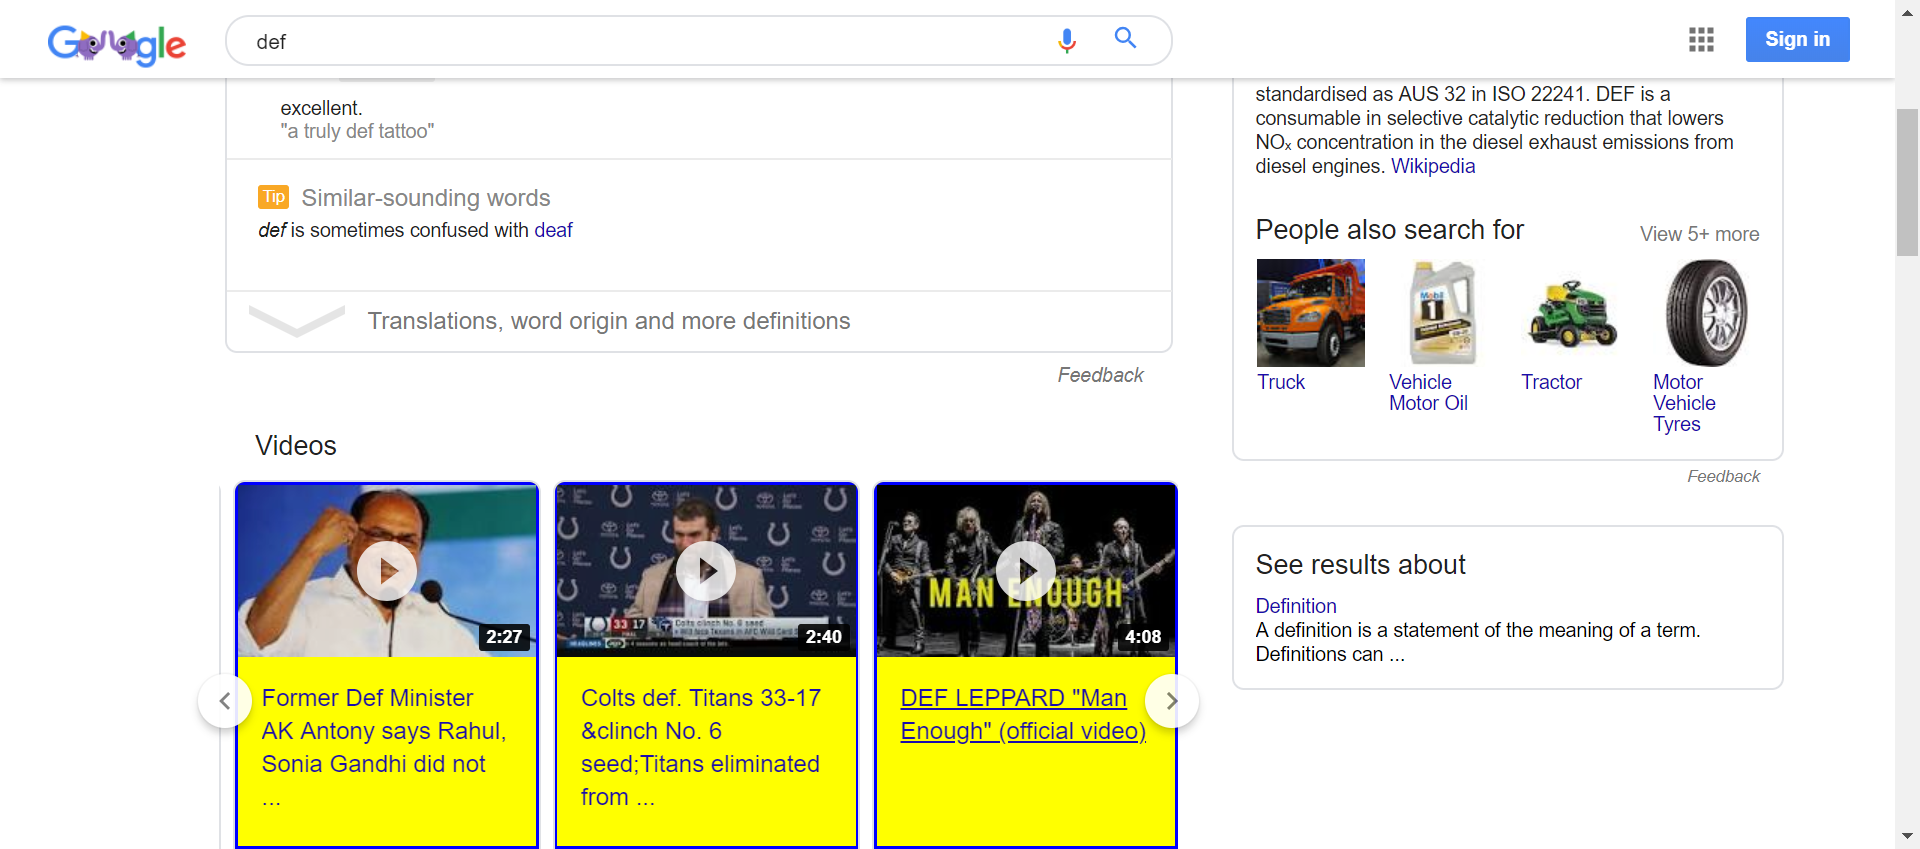 Google
def
Sign in
excellent.
"a truly def tattoo"
Tip Similar-sounding words
def is sometimes confused with deaf
Translations, word origin and more definitions
Feedback
Videos
2:27
Former Def Minister
AK Antony says Rahul,
Sonia Gandhi did not
...
33 17
Colts clinch No. 6 seed
2:40
Colts def. Titans 33-17
&clinch No. 6
seed;Titans eliminated
from ...
MAN ENOUGH
4:08
DEF LEPPARD "Man
Enough" (official video)
standardised as AUS 32 in ISO 22241. DEF is a
consumable in selective catalytic reduction that lowers
NOₓ concentration in the diesel exhaust emissions from
diesel engines. Wikipedia
People also search for
View 5+ more
Mobil
1
Truck
Vehicle
Motor Oil
Tractor
Motor
Vehicle
Tyres
Feedback
See results about
Definition
A definition is a statement of the meaning of a term.
Definitions can ...